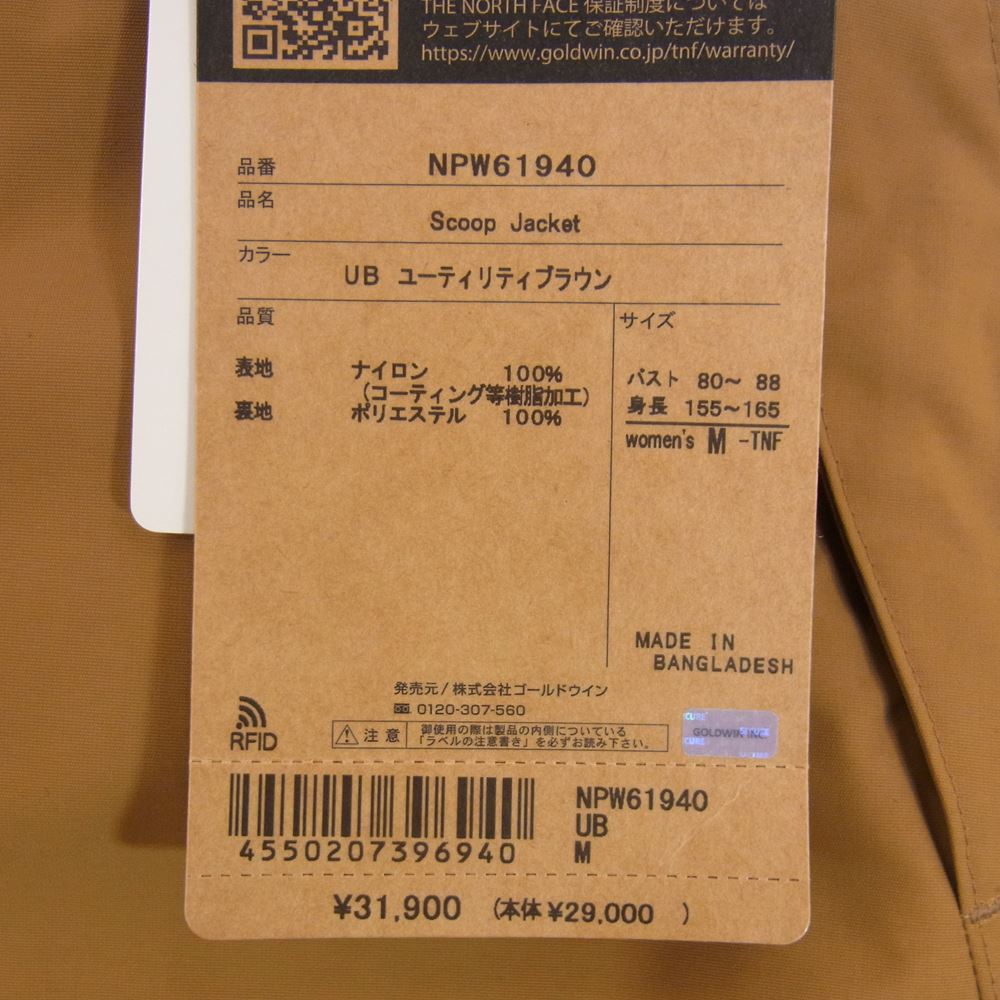 THE NORTH FACE 保証制度については
ウェブサイトにてご確認いただけます。
https://www.goldwin.co.jp/tnf/warranty/
品番 NPW61940
品名
Scoop Jacket
カラー
UB ユーティリティブラウン
品質
表地 ナイロン 100%
(コーティング等樹脂加工)
裏地 ポリエステル 100%
サイズ
バスト 80～ 88
身長 155～165
women's M -TNF
MADE IN
BANGLADESH
発売元/株式会社ゴールドウイン
0120-307-560
RFID
注意 御使用の際は製品の内側についている
「ラベルの注意書き」を必ずお読み下さい。
GOLDWIN INC.
4550207396940
NPW61940
UB
M
¥31,900 (本体 ¥29,000 )